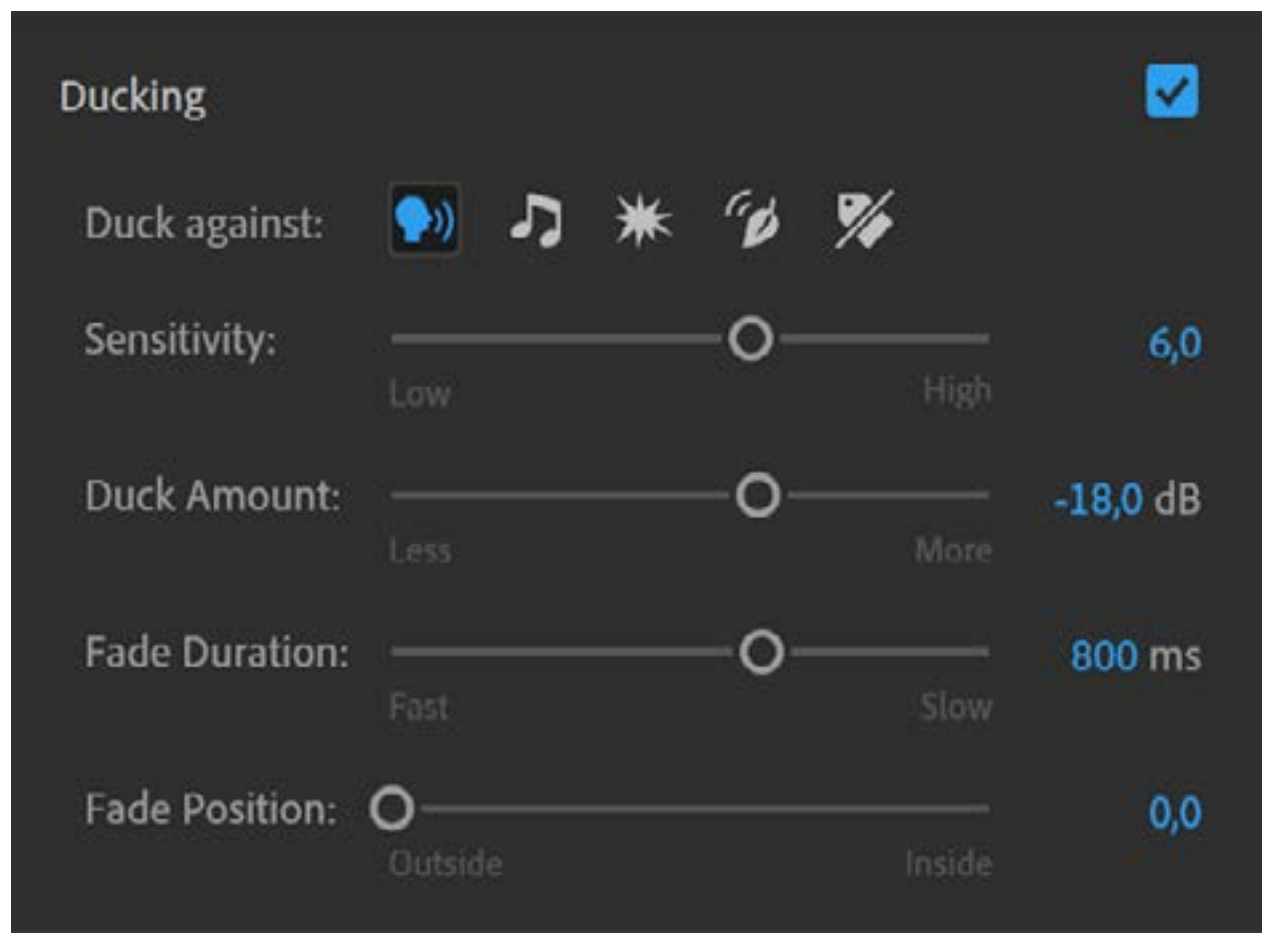 Ducking
Duck against:
Sensitivity: 6,0
Low High
Duck Amount: -18,0 dB
Less More
Fade Duration: 800 ms
Fast Slow
Fade Position: 0,0
Outside Inside